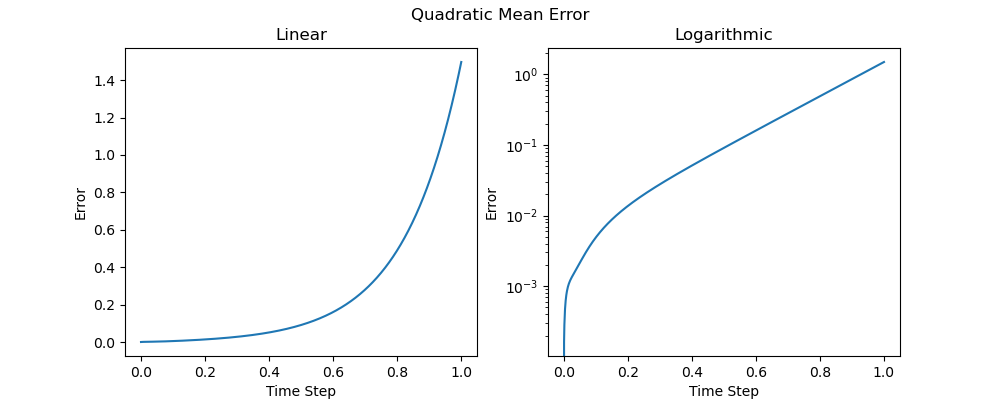 Quadratic Mean Error
Linear
Error
1.4
1.2
1.0
0.8
0.6
0.4
0.2
0.0
0.0 0.2 0.4 0.6 0.8 1.0
Time Step
Logarithmic
Error
10⁰
10⁻¹
10⁻²
10⁻³
0.0 0.2 0.4 0.6 0.8 1.0
Time Step